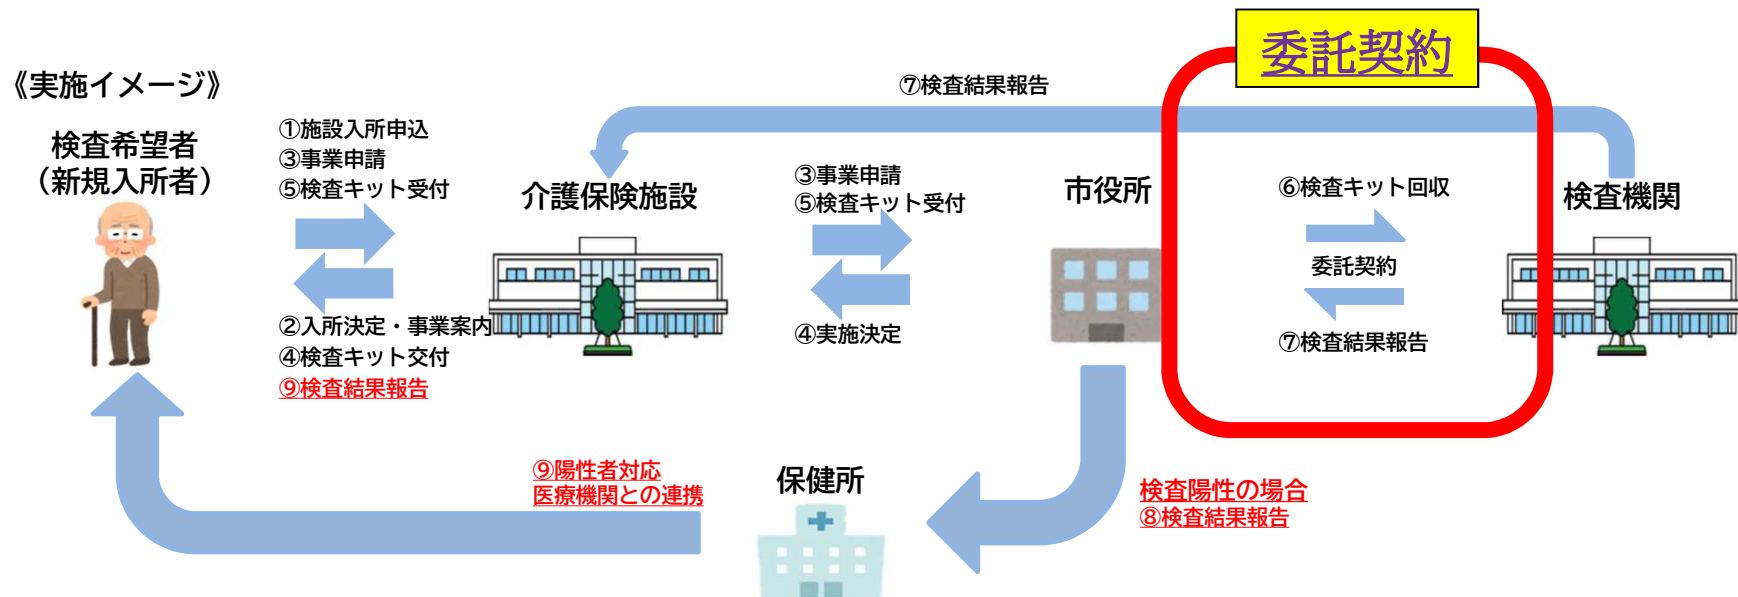 委託契約
《実施イメージ》
⑦検査結果報告
検査希望者
（新規入所者）
①施設入所申込
③事業申請
⑤検査キット受付
介護保険施設
③事業申請
⑤検査キット受付
市役所
⑥検査キット回収
検査機関
委託契約
②入所決定・事業案内
④検査キット交付
⑨検査結果報告
④実施決定
⑦検査結果報告
⑨陽性者対応
医療機関との連携
保健所
検査陽性の場合
⑧検査結果報告